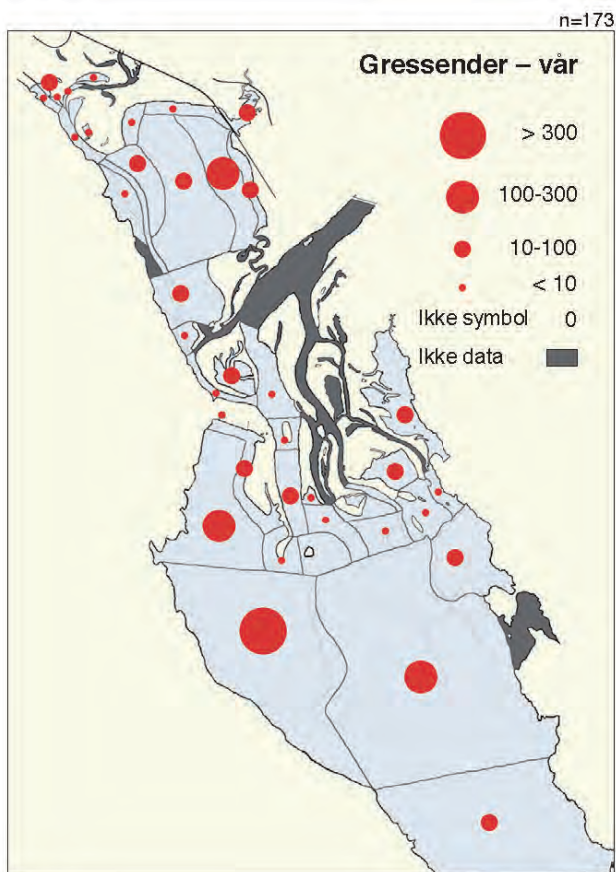 n=173
Gressender – vår
> 300
100-300
10-100
< 10
Ikke symbol 0
Ikke data